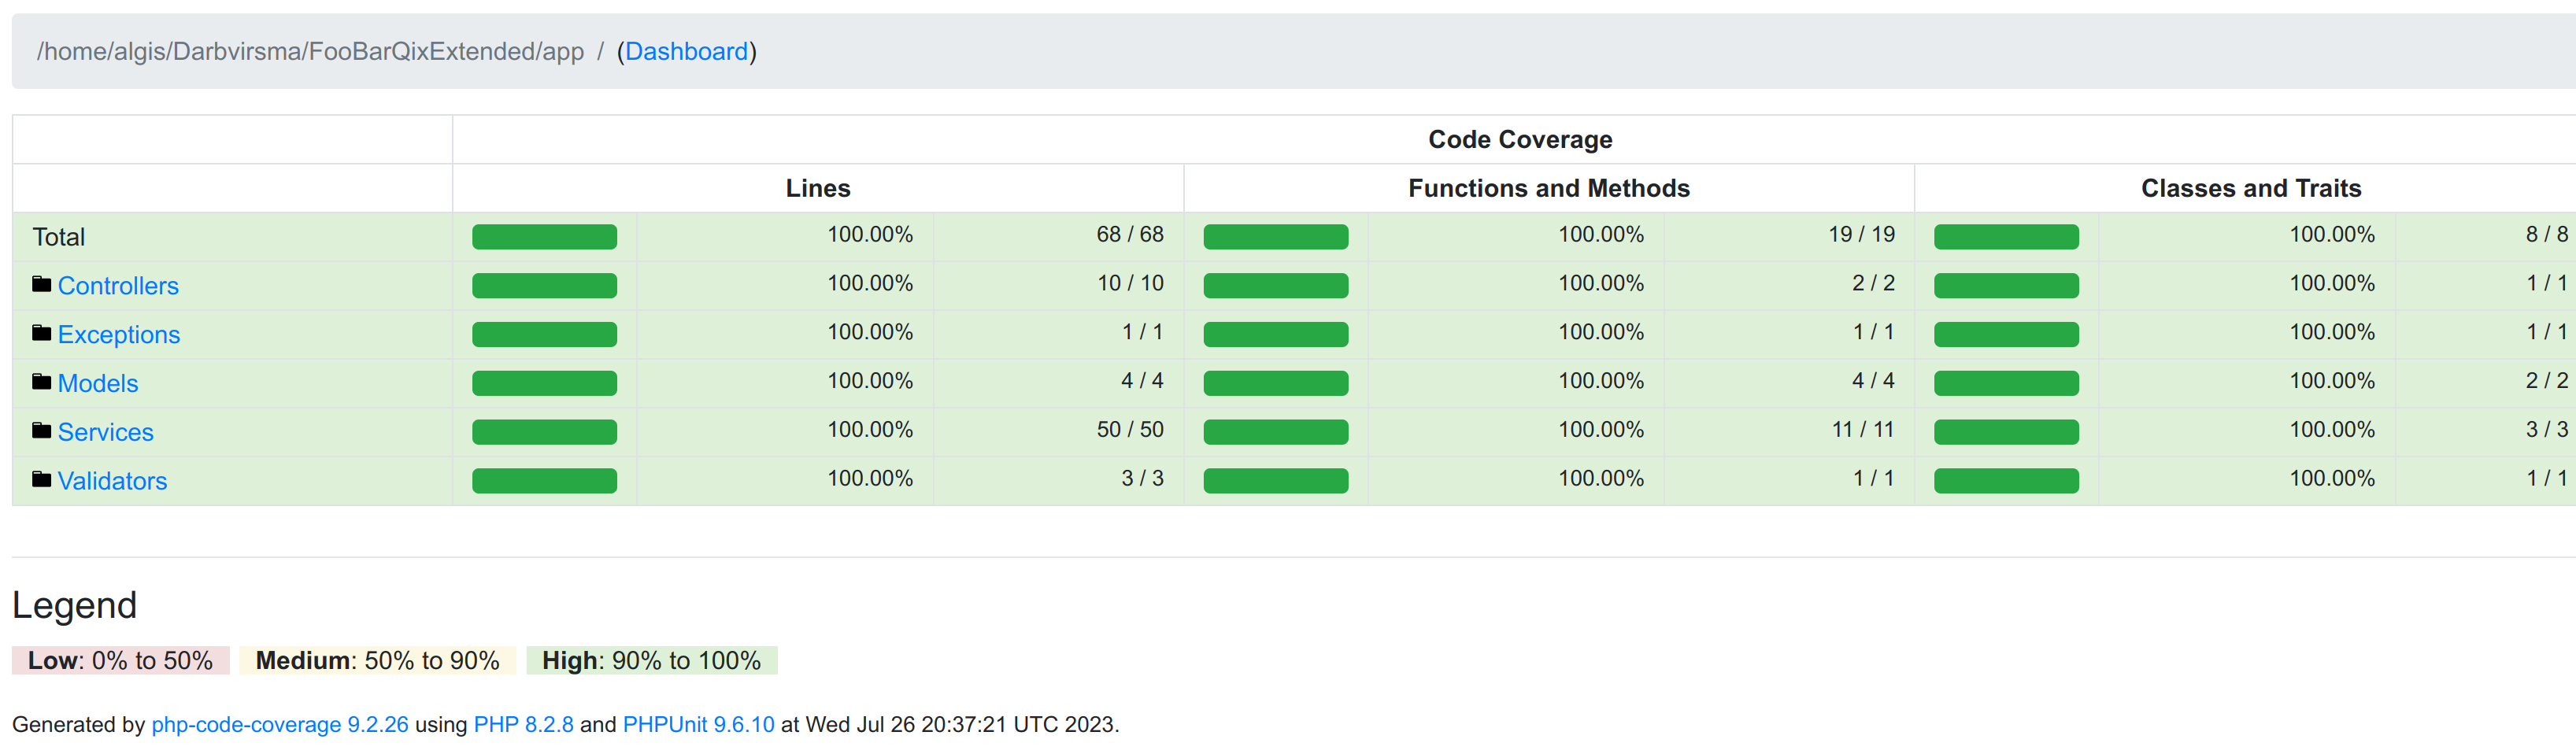 /home/algis/Darbvirsma/FooBarQixExtended/app / (Dashboard)
Code Coverage
Lines Functions and Methods Classes and Traits
Total 100.00% 68 / 68 100.00% 19 / 19 100.00% 8 / 8
Controllers 100.00% 10 / 10 100.00% 2 / 2 100.00% 1 / 1
Exceptions 100.00% 1 / 1 100.00% 1 / 1 100.00% 1 / 1
Models 100.00% 4 / 4 100.00% 4 / 4 100.00% 2 / 2
Services 100.00% 50 / 50 100.00% 11 / 11 100.00% 3 / 3
Validators 100.00% 3 / 3 100.00% 1 / 1 100.00% 1 / 1
Legend
Low: 0% to 50% Medium: 50% to 90% High: 90% to 100%
Generated by php-code-coverage 9.2.26 using PHP 8.2.8 and PHPUnit 9.6.10 at Wed Jul 26 20:37:21 UTC 2023.